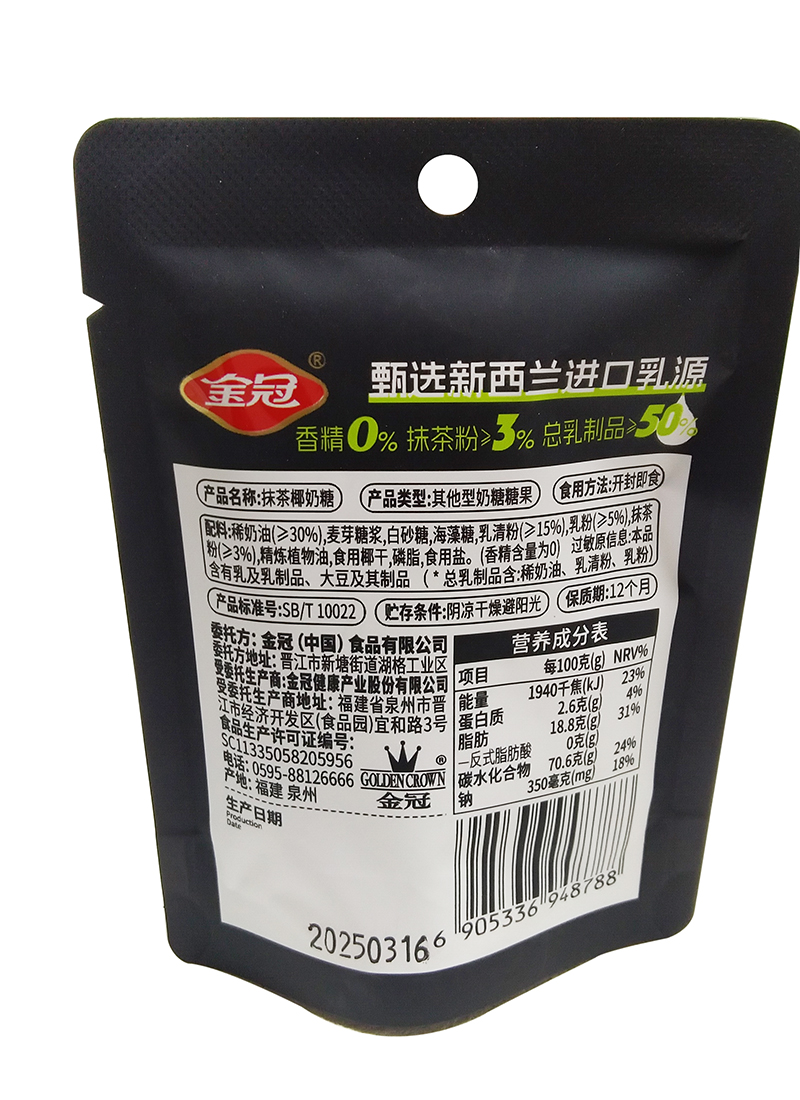 金冠®
甄选新西兰进口乳源
香精0% 抹茶粉≥3% 总乳制品≥50%
产品名称:抹茶椰奶糖 产品类型:其他型奶糖糖果 食用方法:开封即食
配料:稀奶油(≥30%),麦芽糖浆,白砂糖,海藻糖,乳清粉(≥15%),乳粉(≥5%),抹茶
粉(≥3%),精炼植物油,食用椰干,磷脂,食用盐。(香精含量为0) 过敏原信息:本品
含有乳及乳制品、大豆及其制品 (*总乳制品含:稀奶油、乳清粉、乳粉)
产品标准号:SB/T 10022 贮存条件:阴凉干燥避阳光 保质期:12个月
委托方: 金冠(中国)食品有限公司
委托方地址: 晋江市新塘街道湖格工业区
受委托生产商:金冠健康产业股份有限公司
受委托生产商地址: 福建省泉州市晋
江市经济开发区(食品园)宜和路3号
食品生产许可证编号:
SC11335058205956
电话: 0595-88126666
产地: 福建 泉州
®
GOLDEN CROWN
金冠
营养成分表
项目 每100克(g) NRV%
能量 1940千焦(kJ) 23%
蛋白质 2.6克(g) 4%
脂肪 18.8克(g) 31%
—反式脂肪酸 0克(g)
碳水化合物 70.6克(g) 24%
钠 350毫克(mg) 18%
生产日期
Production
Date
20250316
6 905336 948788